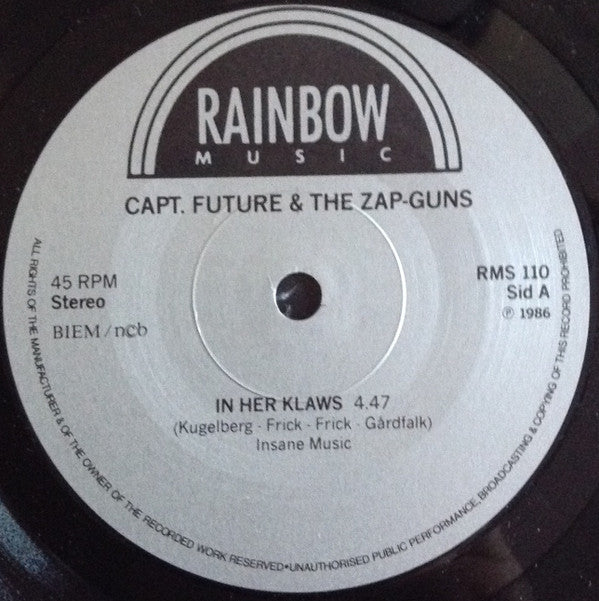 RAINBOW
MUSIC
CAPT. FUTURE & THE ZAP-GUNS
45 RPM
Stereo
BIEM/ncb
RMS 110
Sid A
℗ 1986
IN HER KLAWS 4.47
(Kugelberg - Frick - Frick - Gårdfalk)
Insane Music
ALL RIGHTS OF THE MANUFACTURER & OF THE OWNER OF THE RECORDED WORK RESERVED•UNAUTHORISED PUBLIC PERFORMANCE, BROADCASTING & COPYING OF THIS RECORD PROHIBITED